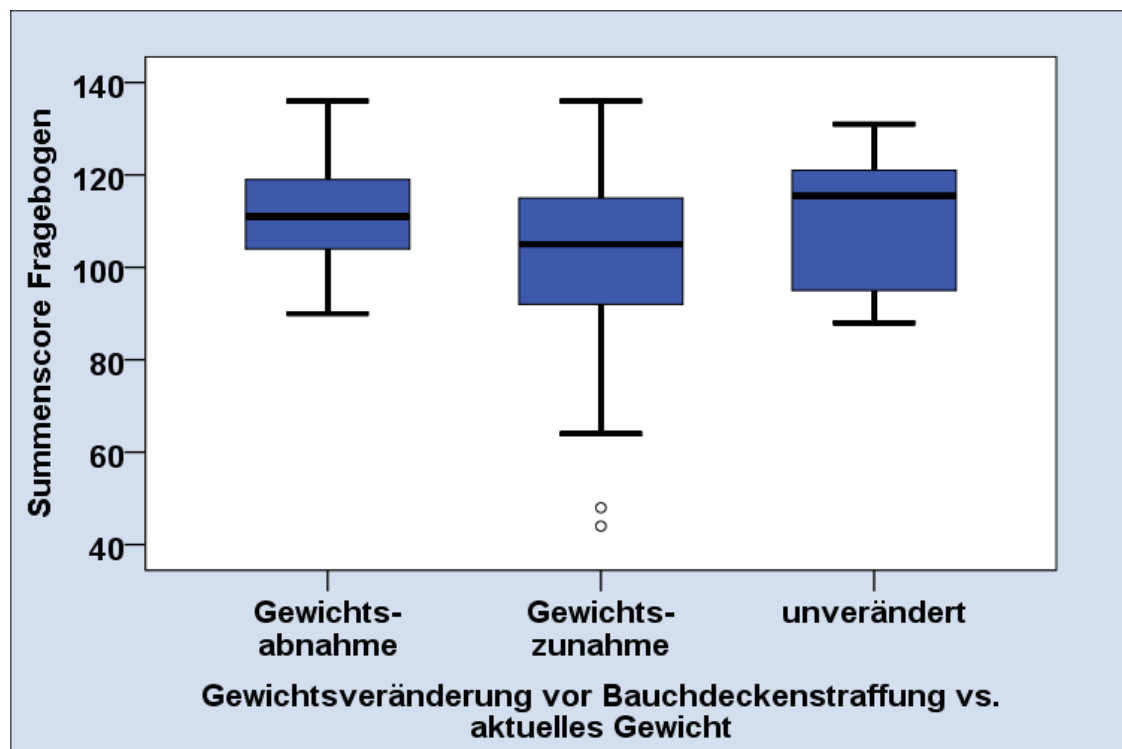 Summenscore Fragebogen
140
120
100
80
60
40
Gewichts-
abnahme
Gewichts-
zunahme
unverändert
Gewichtsveränderung vor Bauchdeckenstraffung vs.
aktuelles Gewicht